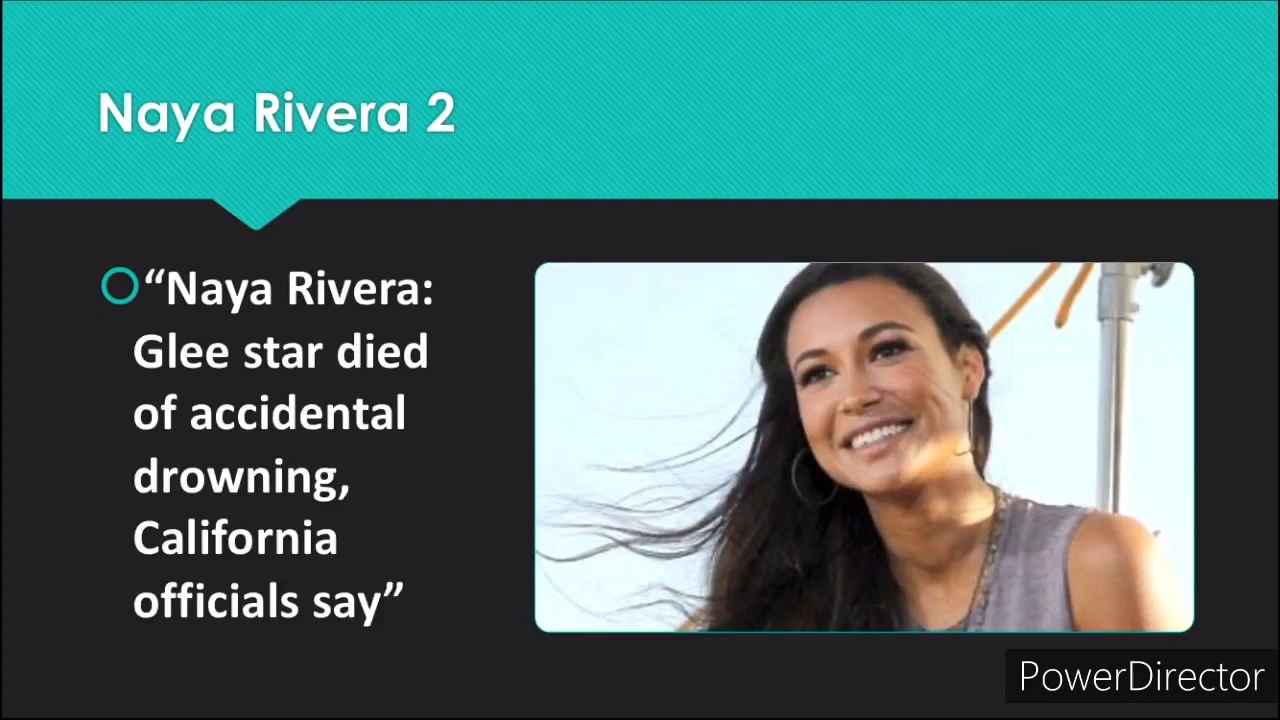 Naya Rivera 2
“Naya Rivera:
Glee star died
of accidental
drowning,
California
officials say”
PowerDirector